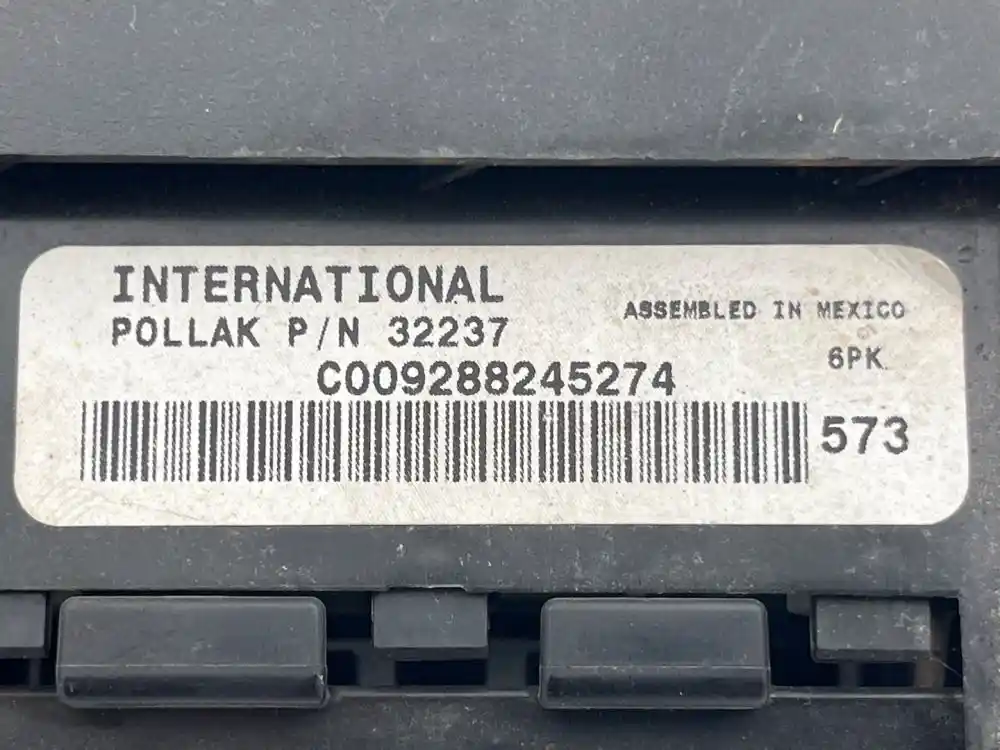 INTERNATIONAL
POLLAK P/N 32237
ASSEMBLED IN MEXICO
6PK
C009288245274
573